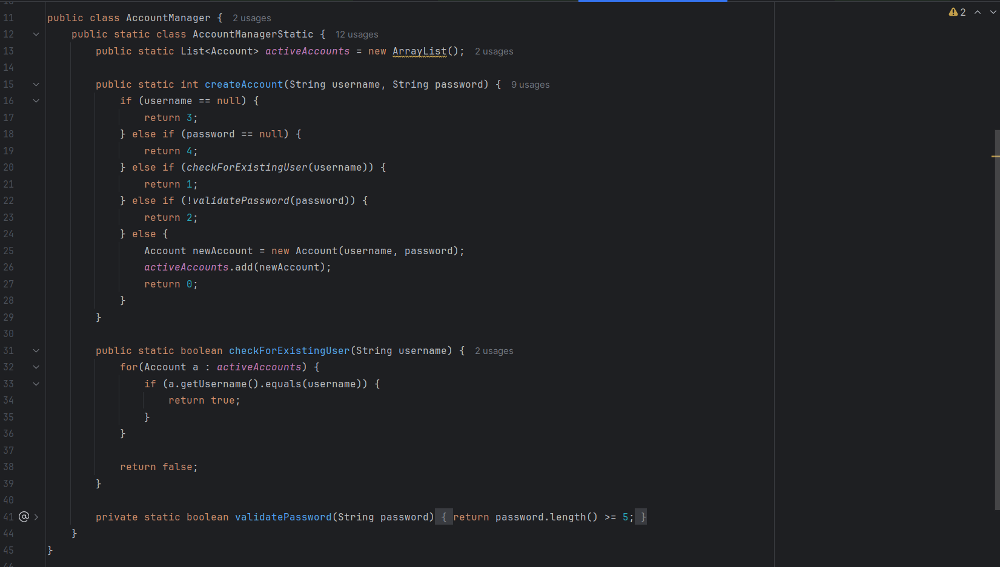 2
11 public class AccountManager { 2 usages
12 public static class AccountManagerStatic { 12 usages
13 public static List<Account> activeAccounts = new ArrayList(); 2 usages
14
15 public static int createAccount(String username, String password) { 9 usages
16 if (username == null) {
17 return 3;
18 } else if (password == null) {
19 return 4;
20 } else if (checkForExistingUser(username)) {
21 return 1;
22 } else if (!validatePassword(password)) {
23 return 2;
24 } else {
25 Account newAccount = new Account(username, password);
26 activeAccounts.add(newAccount);
27 return 0;
28 }
29 }
30
31 public static boolean checkForExistingUser(String username) { 2 usages
32 for(Account a : activeAccounts) {
33 if (a.getUsername().equals(username)) {
34 return true;
35 }
36 }
37
38 return false;
39 }
40
41 @ private static boolean validatePassword(String password) { return password.length() >= 5; }
44 }
45 }